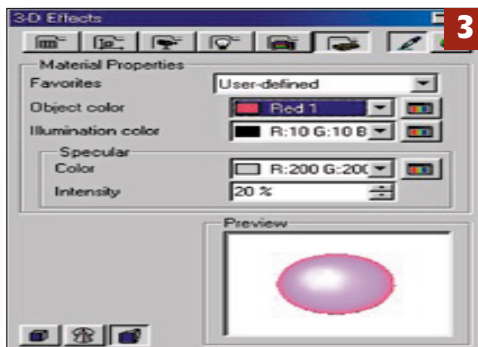 3-D Effects
3
Material Properties
Favorites User-defined
Object color Red 1
Illumination color R:10 G:10 B
Specular
Color R:200 G:20(
Intensity 20 %
Preview